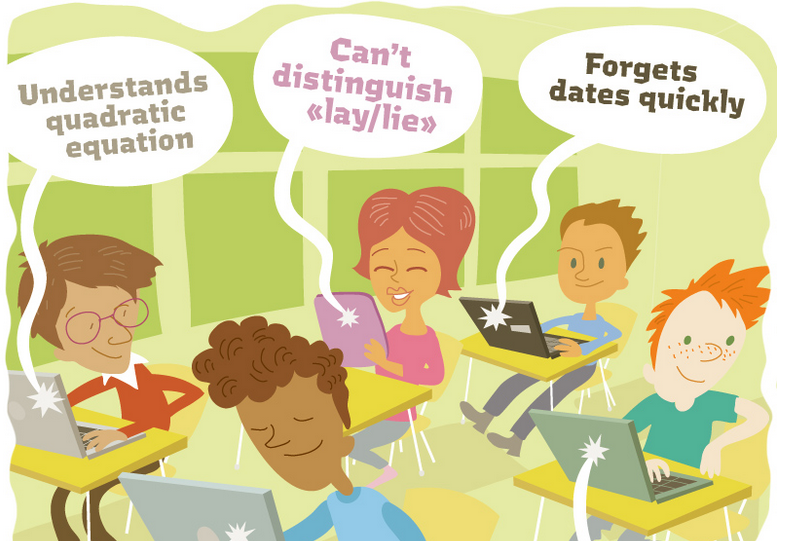 Understands
quadratic
equation
Can't
distinguish
«lay/lie»
Forgets
dates quickly